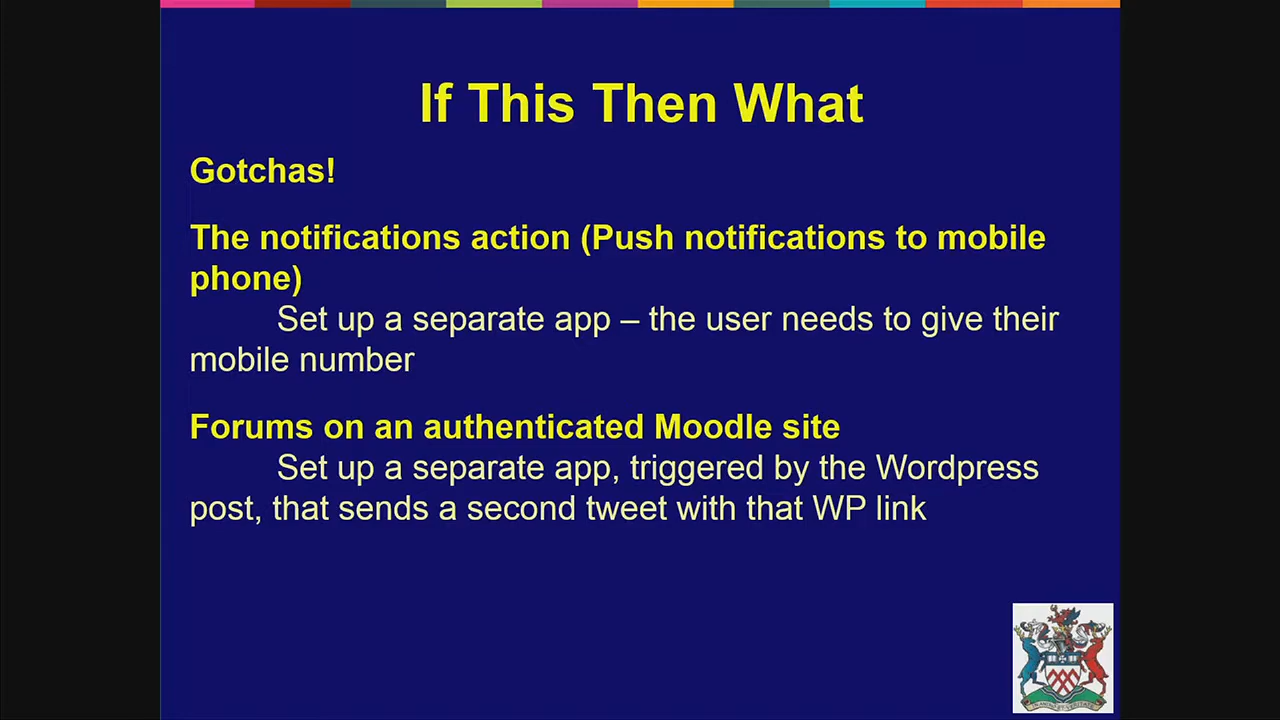 If This Then What
Gotchas!
The notifications action (Push notifications to mobile
phone)
Set up a separate app – the user needs to give their
mobile number
Forums on an authenticated Moodle site
Set up a separate app, triggered by the Wordpress
post, that sends a second tweet with that WP link